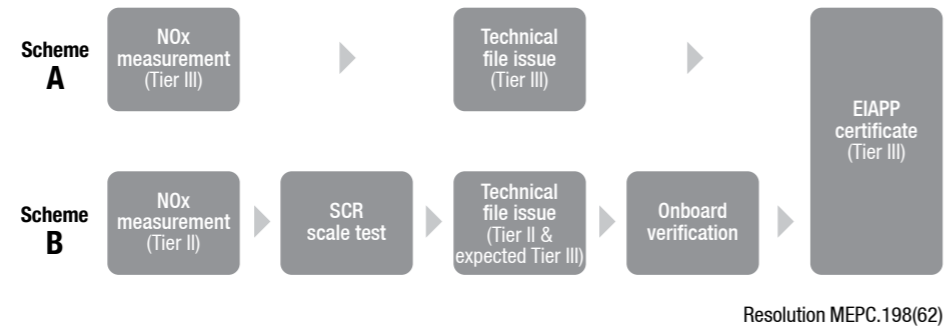 Scheme
A
NOx
measurement
(Tier III)
Technical
file issue
(Tier III)
EIAPP
certificate
(Tier III)
Scheme
B
NOx
measurement
(Tier II)
SCR
scale test
Technical
file issue
(Tier II &
expected Tier III)
Onboard
verification
Resolution MEPC.198(62)